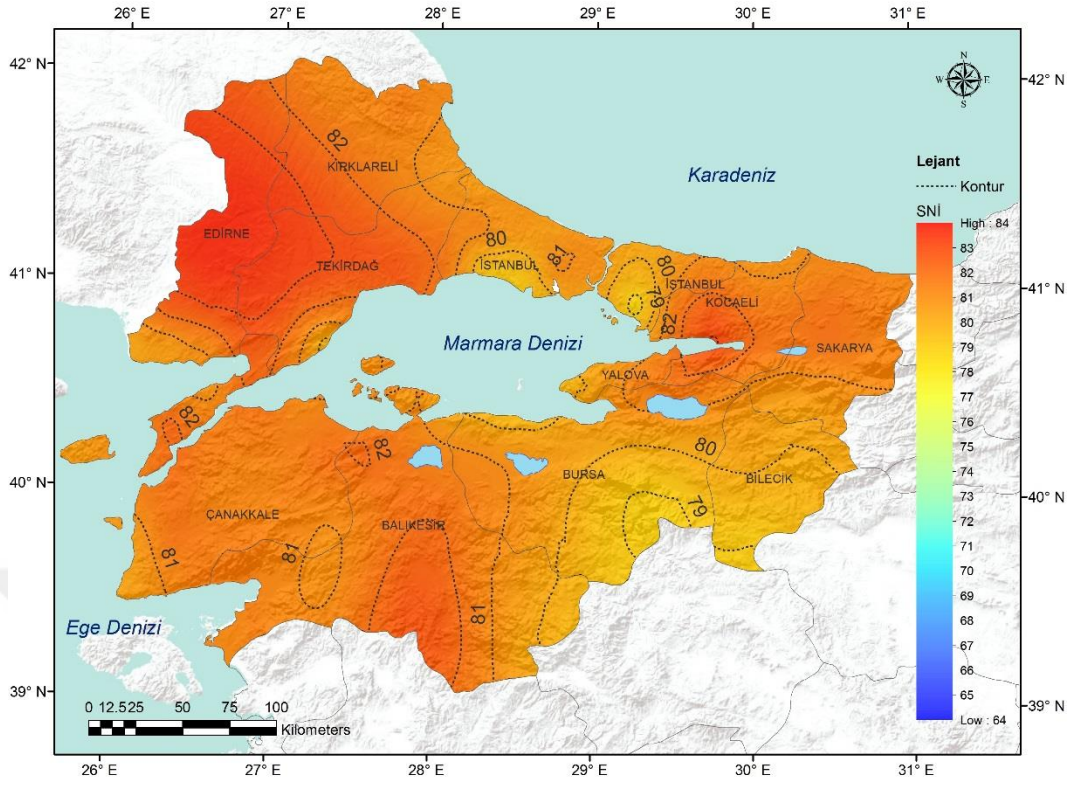 26° E 27° E 28° E 29° E 30° E 31° E
42° N
42° N
N
W E
S
82
KIRKLARELİ
Karadeniz
Lejant
Kontur
SNİ
High : 84
83
82
81
80
79
78
77
76
75
74
73
72
71
70
69
68
67
66
65
Low : 64
EDİRNE
TEKİRDAĞ
80
İSTANBUL
81
41° N
41° N
80
İSTANBUL
79
KOCAELİ
82
Marmara Denizi
SAKARYA
YALOVA
82
82
80
BURSA
BİLECİK
40° N
40° N
79
ÇANAKKALE
BALIKESİR
81
81
81
Ege Denizi
39° N
39° N
0 12.525 50 75 100
Kilometers
26° E 27° E 28° E 29° E 30° E 31° E